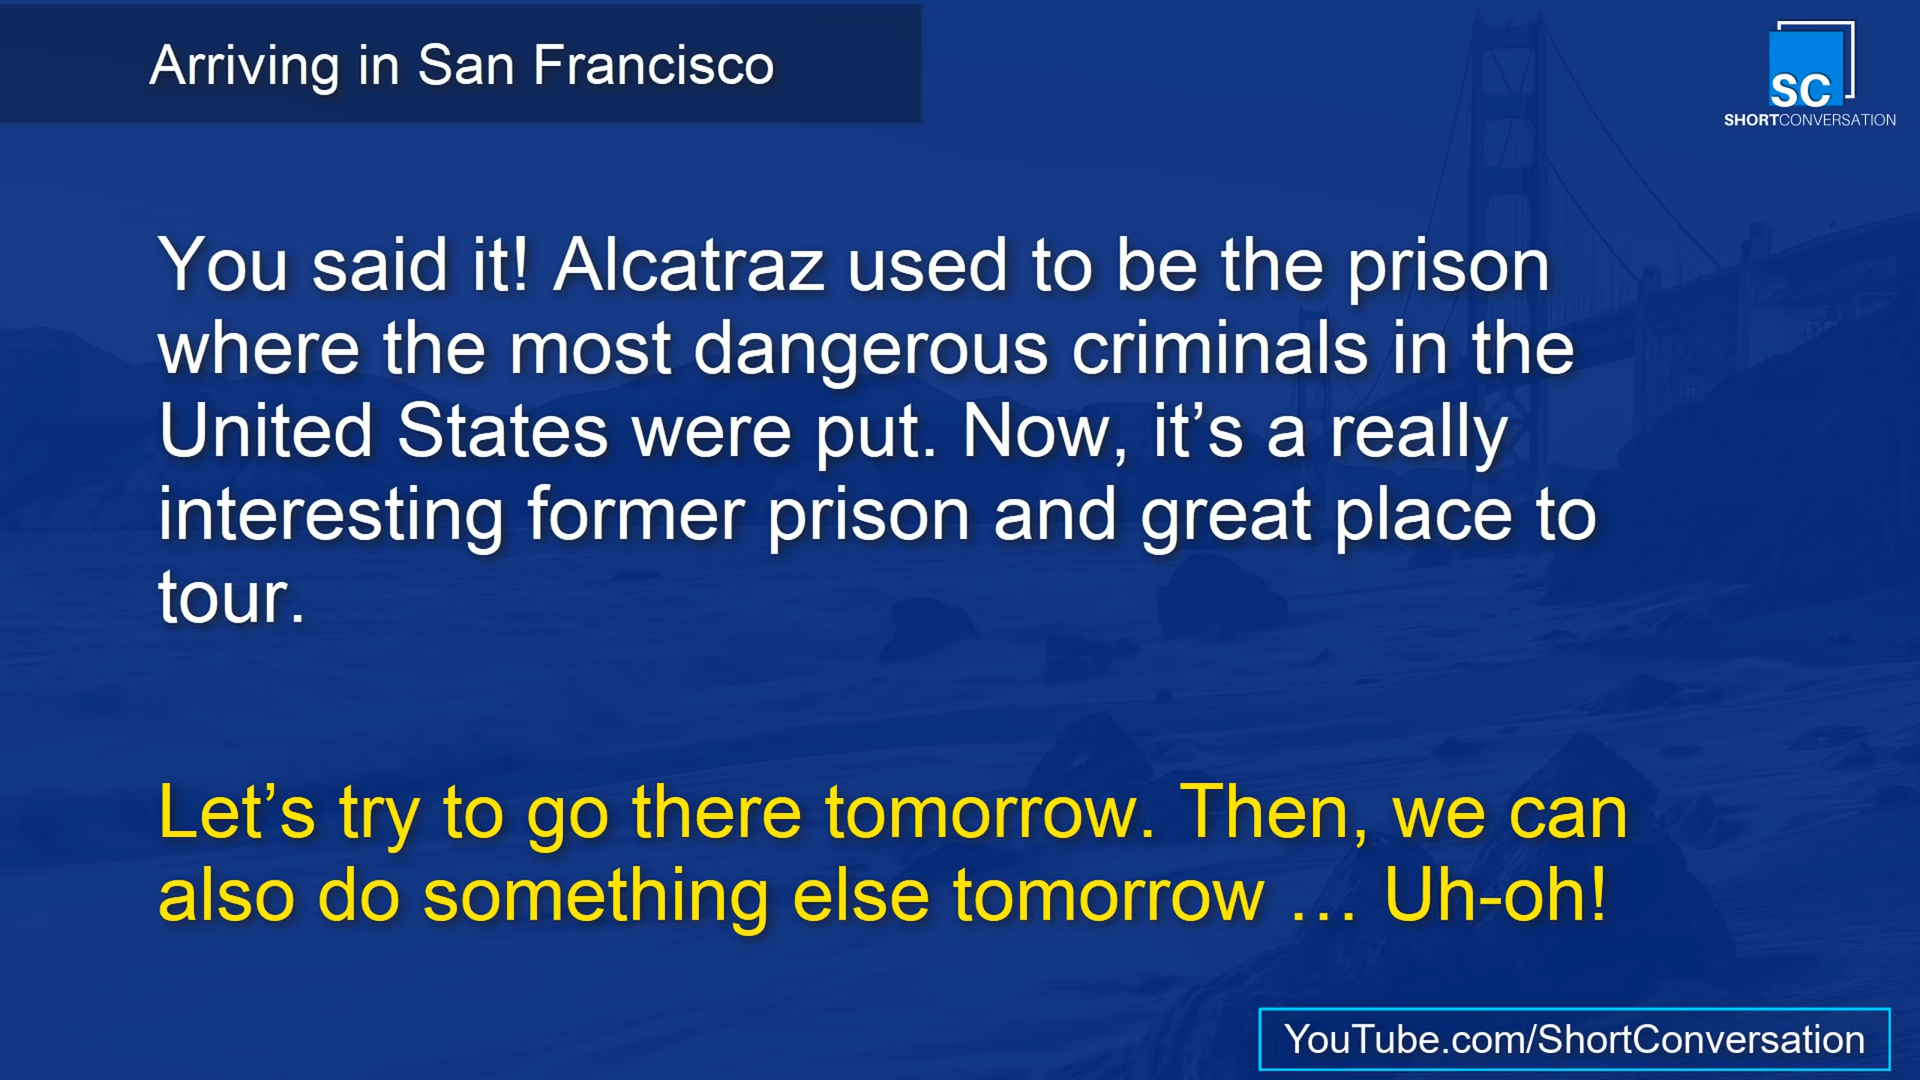 Arriving in San Francisco
SC
SHORTCONVERSATION
You said it! Alcatraz used to be the prison
where the most dangerous criminals in the
United States were put. Now, it’s a really
interesting former prison and great place to
tour.
Let’s try to go there tomorrow. Then, we can
also do something else tomorrow … Uh-oh!
YouTube.com/ShortConversation